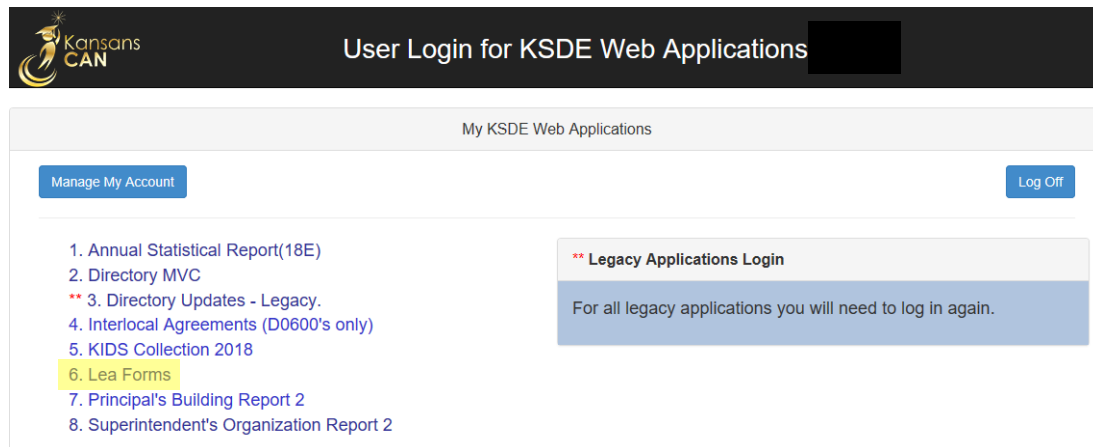 Kansans
CAN
User Login for KSDE Web Applications
My KSDE Web Applications
Manage My Account
Log Off
1. Annual Statistical Report(18E)
2. Directory MVC
** 3. Directory Updates - Legacy.
4. Interlocal Agreements (D0600's only)
5. KIDS Collection 2018
6. Lea Forms
7. Principal's Building Report 2
8. Superintendent's Organization Report 2
** Legacy Applications Login
For all legacy applications you will need to log in again.